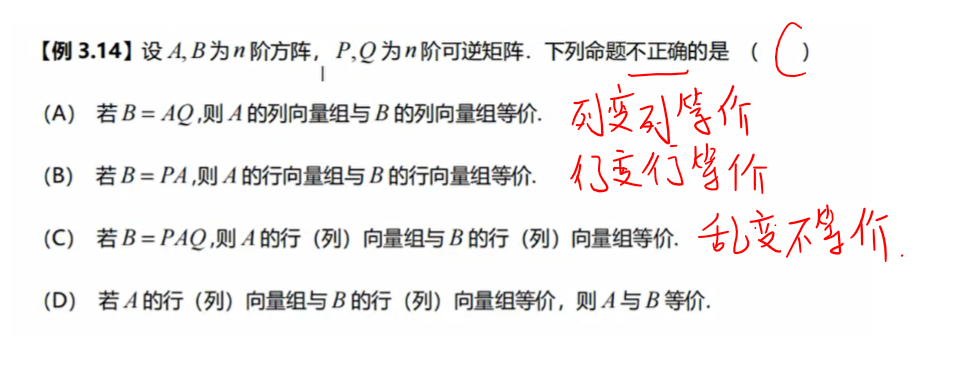 【例 3.14】设 A, B 为 n 阶方阵， P,Q 为 n 阶可逆矩阵. 下列命题不正确的是 （ C ）
(A) 若 B = AQ,则 A 的列向量组与 B 的列向量组等价. 列变列等价
(B) 若 B = PA,则 A 的行向量组与 B 的行向量组等价. 行变行等价
(C) 若 B = PAQ,则 A 的行（列）向量组与 B 的行（列）向量组等价. 乱变不等价.
(D) 若 A 的行（列）向量组与 B 的行（列）向量组等价，则 A 与 B 等价.